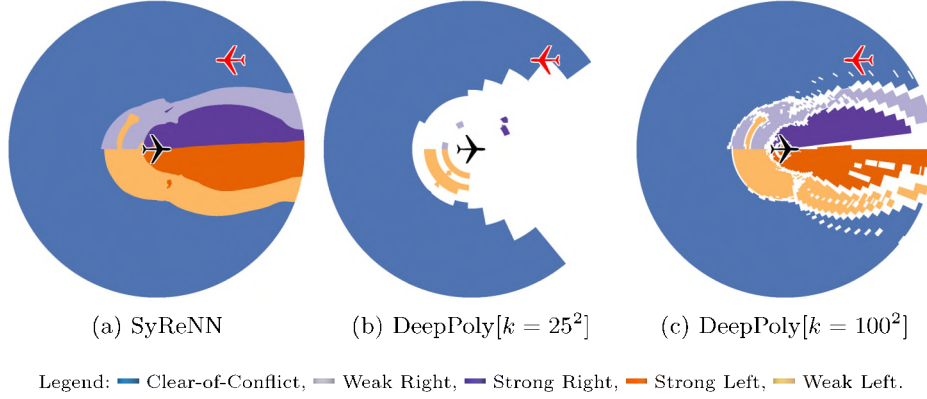 (a) SyReNN
(b) DeepPoly[k = 25²]
(c) DeepPoly[k = 100²]
Legend: Clear-of-Conflict, Weak Right, Strong Right, Strong Left, Weak Left.